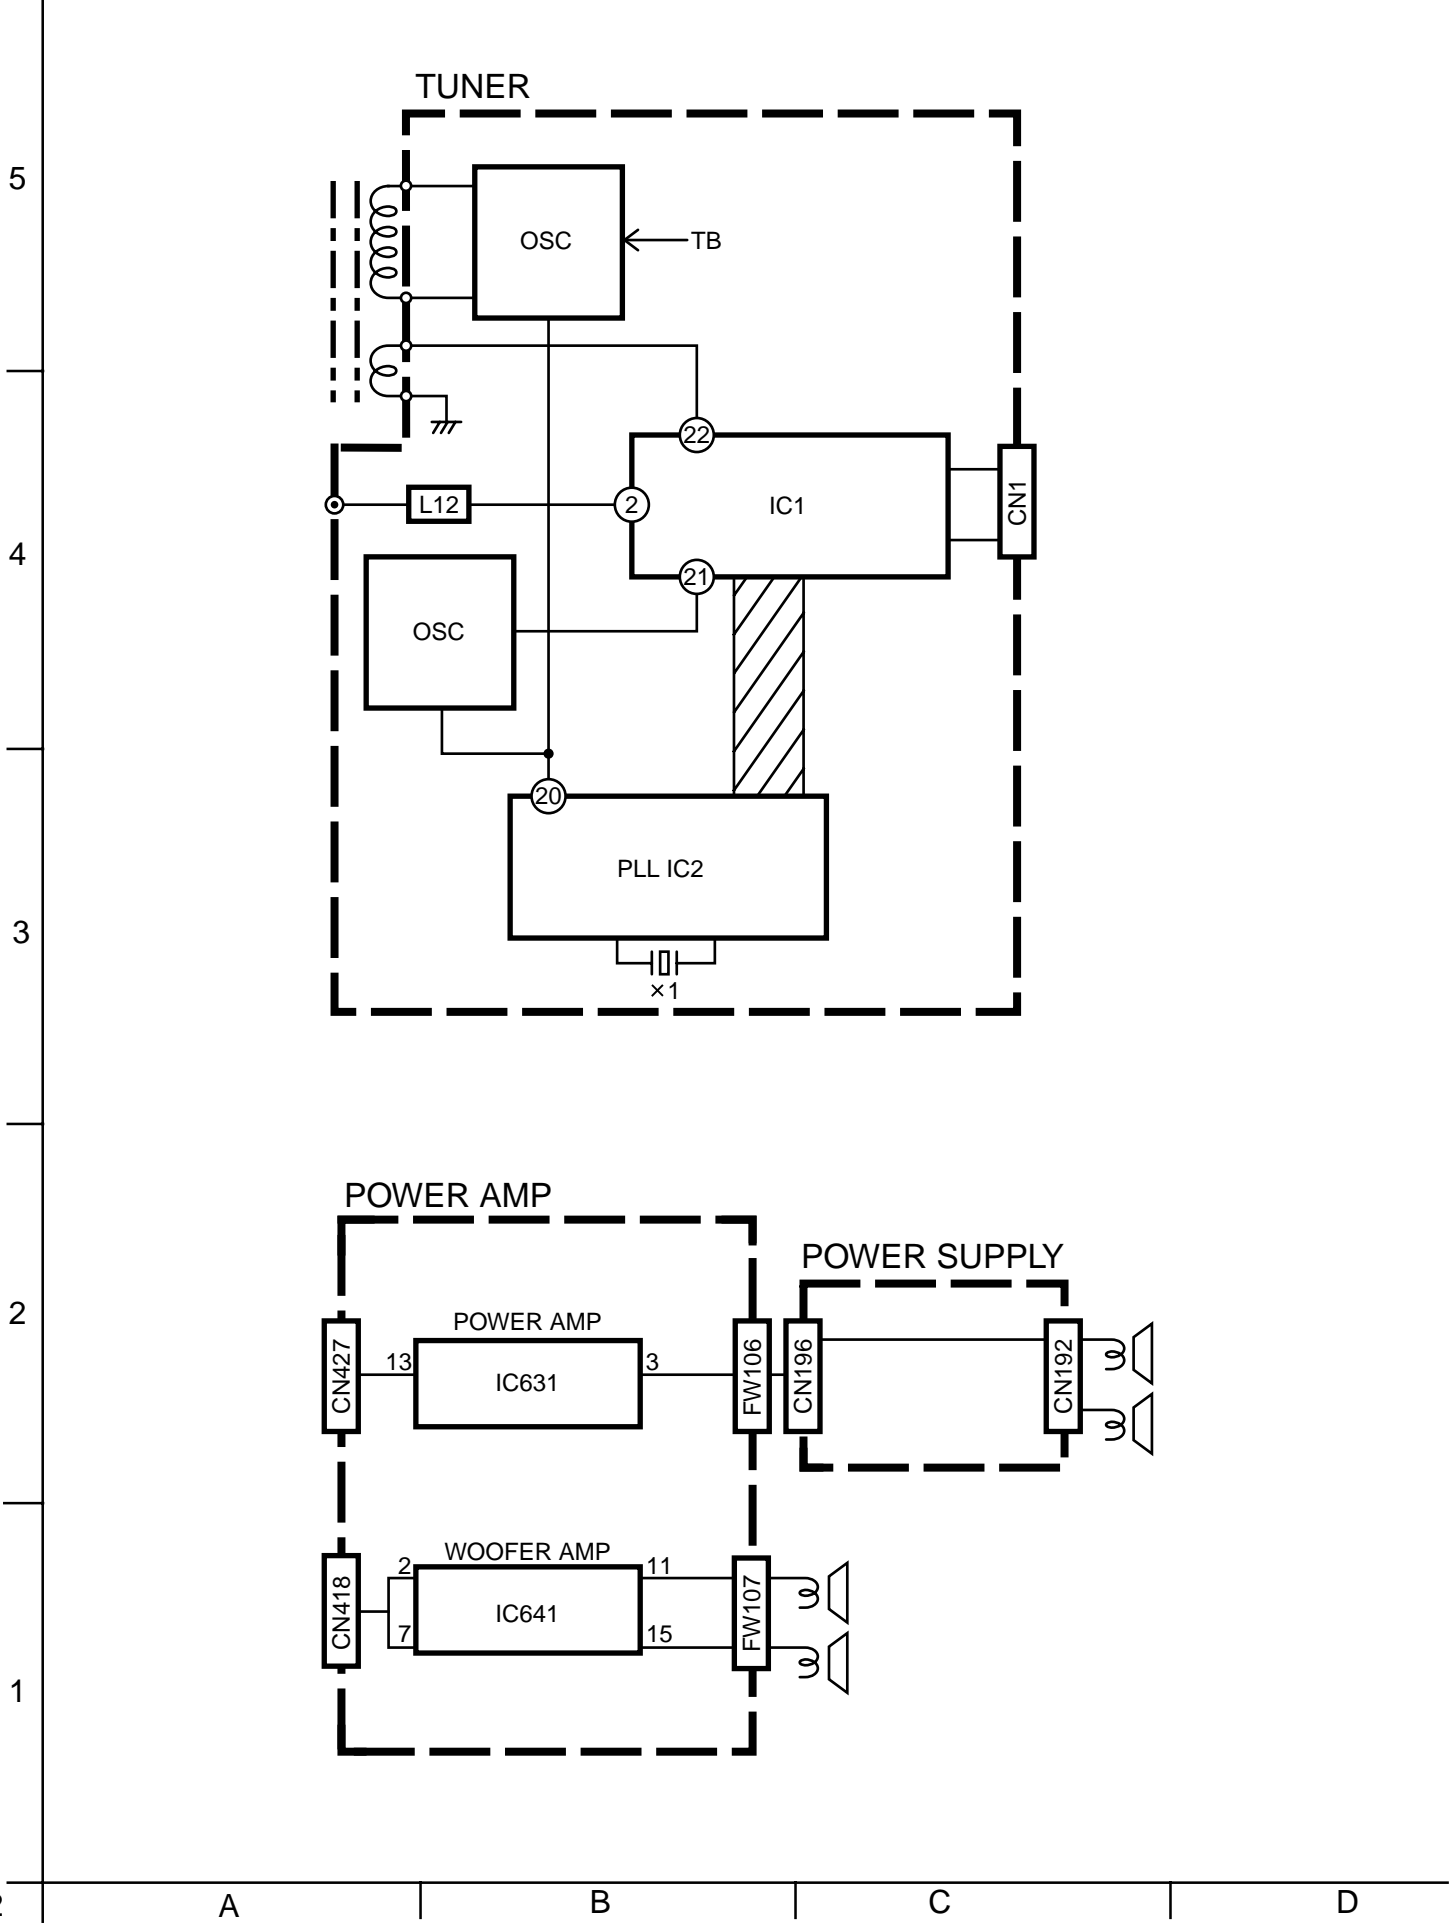 TUNER
5
OSC
TB
22
L12
2
IC1
CN1
4
21
OSC
20
PLL IC2
3
×1
POWER AMP
POWER SUPPLY
2
POWER AMP
CN427
13
IC631
3
FW106
CN196
CN192
WOOFER AMP
CN418
2
7
IC641
11
15
FW107
1
A
B
C
D